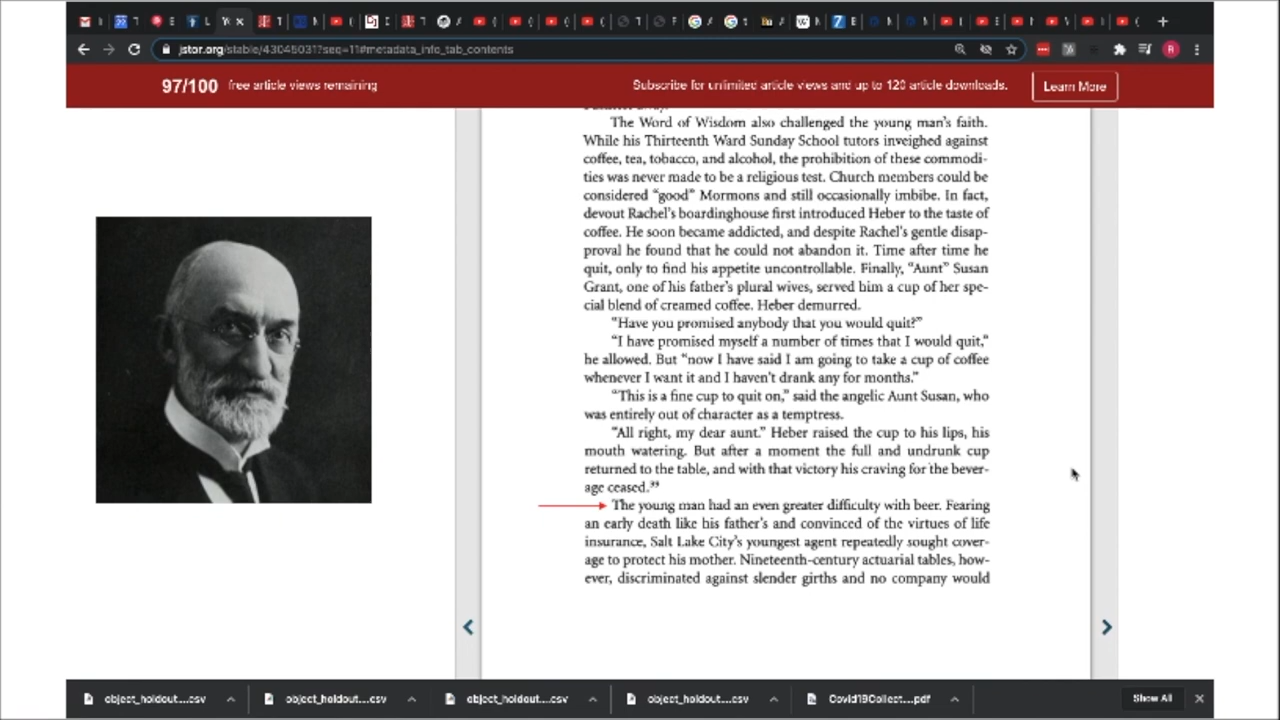 jstor.org/stable/43045031?seq=11#metadata_info_tab_contents
97/100 free article views remaining
Subscribe for unlimited article views and up to 120 article downloads.
Learn More
The Word of Wisdom also challenged the young man's faith.
While his Thirteenth Ward Sunday School tutors inveighed against
coffee, tea, tobacco, and alcohol, the prohibition of these commodi-
ties was never made to be a religious test. Church members could be
considered “good” Mormons and still occasionally imbibe. In fact,
devout Rachel's boardinghouse first introduced Heber to the taste of
coffee. He soon became addicted, and despite Rachel's gentle disap-
proval he found that he could not abandon it. Time after time he
quit, only to find his appetite uncontrollable. Finally, “Aunt” Susan
Grant, one of his father's plural wives, served him a cup of her spe-
cial blend of creamed coffee. Heber demurred.
“Have you promised anybody that you would quit?”
“I have promised myself a number of times that I would quit,”
he allowed. But “now I have said I am going to take a cup of coffee
whenever I want it and I haven't drank any for months.”
“This is a fine cup to quit on,” said the angelic Aunt Susan, who
was entirely out of character as a temptress.
“All right, my dear aunt.” Heber raised the cup to his lips, his
mouth watering. But after a moment the full and undrunk cup
returned to the table, and with that victory his craving for the bever-
age ceased.³⁹
The young man had an even greater difficulty with beer. Fearing
an early death like his father's and convinced of the virtues of life
insurance, Salt Lake City's youngest agent repeatedly sought cover-
age to protect his mother. Nineteenth-century actuarial tables, how-
ever, discriminated against slender girths and no company would
object_holdout....csv
object_holdout....csv
object_holdout....csv
object_holdout....csv
Covid19Collect....pdf
Show All